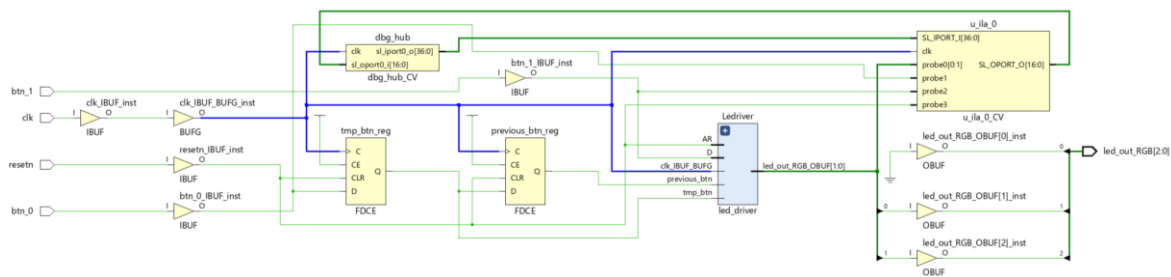 u_ila_0
dbg_hub
SL_IPORT_I[36:0]
clk sl_iport0_o[36:0]
clk
sl_oport0_i[16:0]
probe0[0:1] SL_OPORT_O[16:0]
dbg_hub_CV
btn_1_IBUF_inst
probe1
I O
btn_1
probe2
IBUF
clk_IBUF_inst
clk_IBUF_BUFG_inst
probe3
clk
I O
I O
u_ila_0_CV
IBUF
BUFG
Ledriver
tmp_btn_reg
previous_btn_reg
led_out_RGB_OBUF[0]_inst
AR
resetn_IBUF_inst
C
C
D
I O
0
led_out_RGB[2:0]
resetn
I O
CE
CE
clk_IBUF_BUFG
led_out_RGB_OBUF[1:0]
OBUF
IBUF
CLR Q
CLR Q
previous_btn
btn_0_IBUF_inst
D
D
tmp_btn
led_out_RGB_OBUF[1]_inst
btn_0
I O
FDCE
FDCE
led_driver
0 I O 1
IBUF
OBUF
led_out_RGB_OBUF[2]_inst
1 I O 2
OBUF